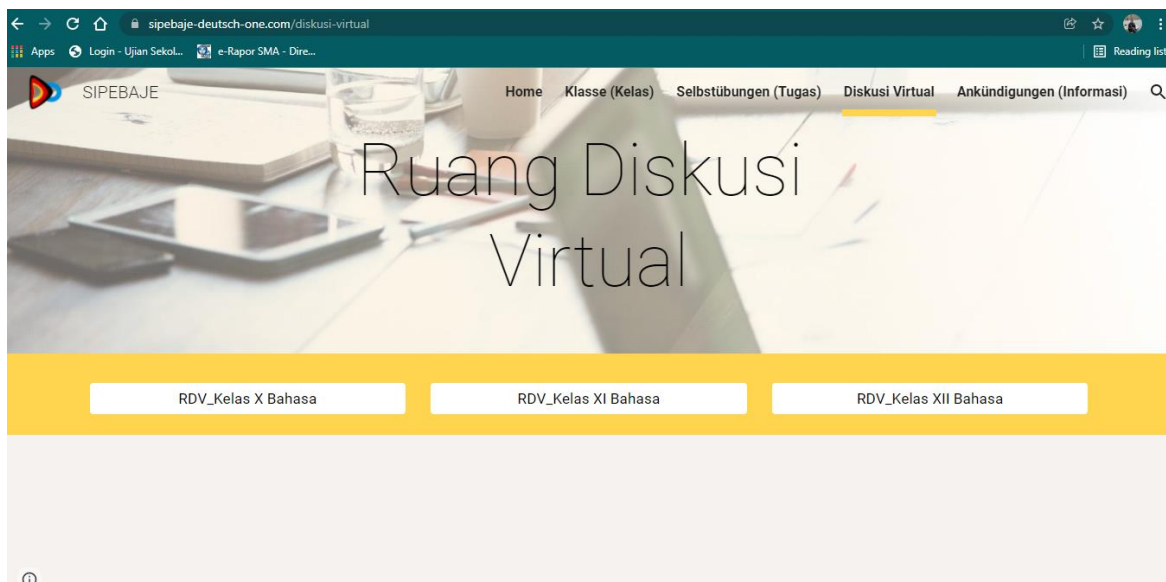 sipebaje-deutsch-one.com/diskusi-virtual
Apps Login - Ujian Sekol... e-Rapor SMA - Dire... Reading list
SIPEBAJE Home Klasse (Kelas) Selbstübungen (Tugas) Diskusi Virtual Ankündigungen (Informasi)
Ruang Diskusi
Virtual
RDV_Kelas X Bahasa RDV_Kelas XI Bahasa RDV_Kelas XII Bahasa